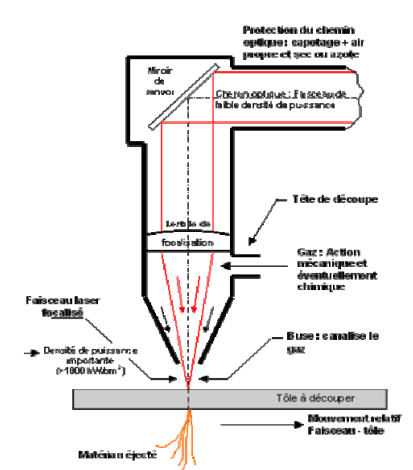 Protection du chemin
optique : capotage + air
propre et sec ou azote
Miroir
de
renvoi
Chemin optique : Faisceau de
faible densité de puissance
Tête de découpe
Lentille de
focalisation
Gaz : Action
mécanique et
éventuellement
chimique
Faisceau laser
focalisé
Buse : canalise le
gaz
Densité de puissance
importante
(>1000 kW/cm²)
Tôle à découper
Mouvement relatif
Faisceau - tôle
Matériau éjecté